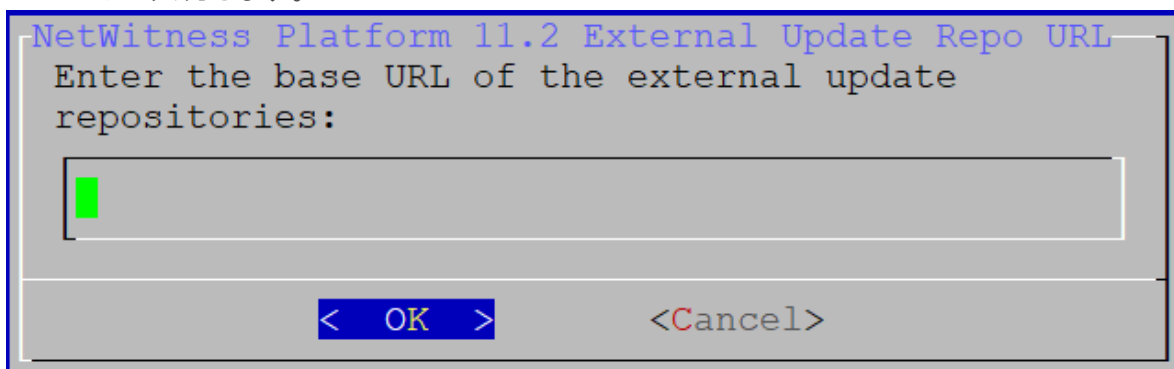 NetWitness Platform 11.2 External Update Repo URL
Enter the base URL of the external update
repositories:
< OK > <Cancel>